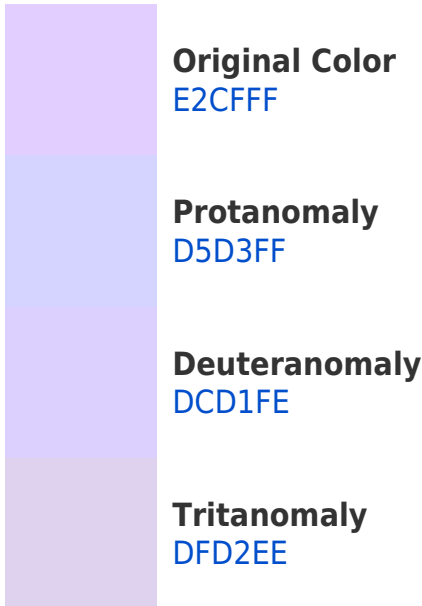 Original Color
E2CFFF
Protanomaly
D5D3FF
Deuteranomaly
DCD1FE
Tritanomaly
DFD2EE